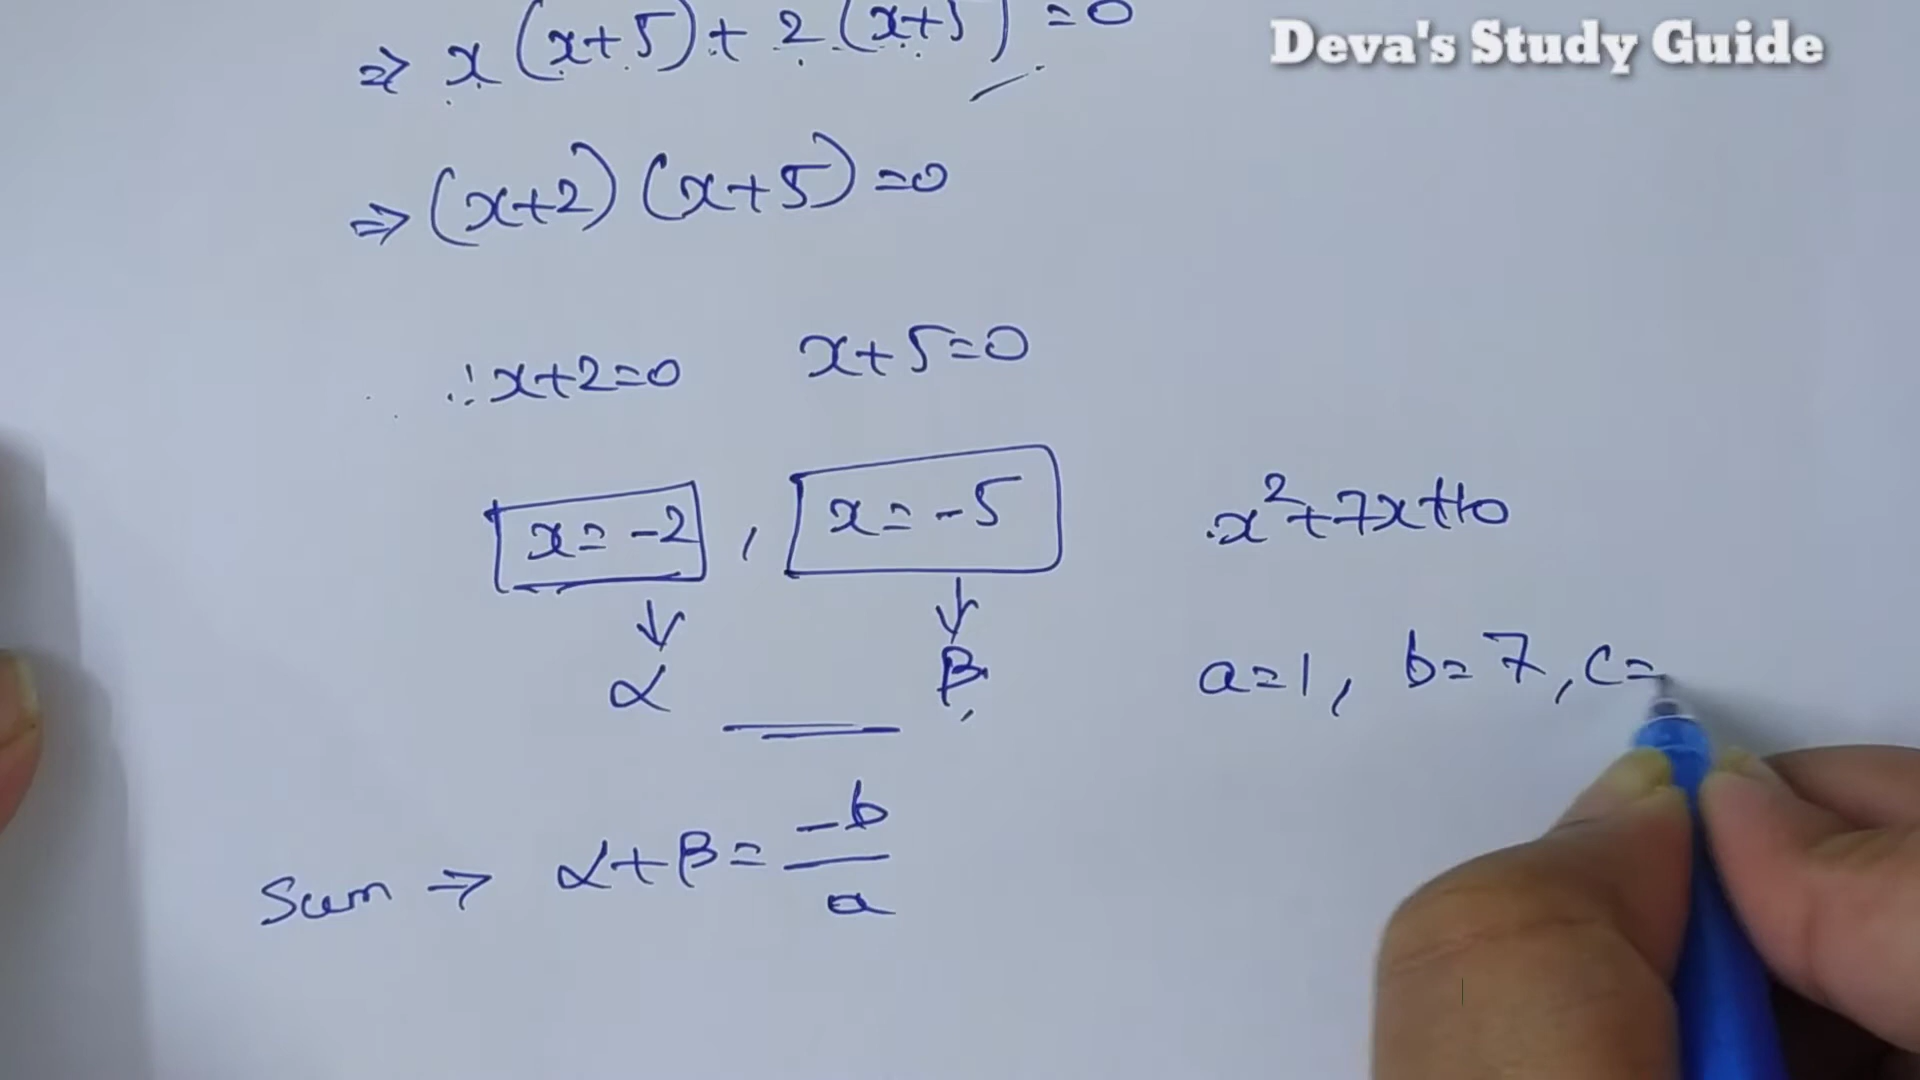 ⇒ x(x+5)+2(x+5)=0
Deva's Study Guide
⇒(x+2)(x+5)=0
∴x+2=0 x+5=0
x=-2, x=-5
x²+7x+10
α β
a=1, b=7, c=
Sum ⇒ α+β= -b/a